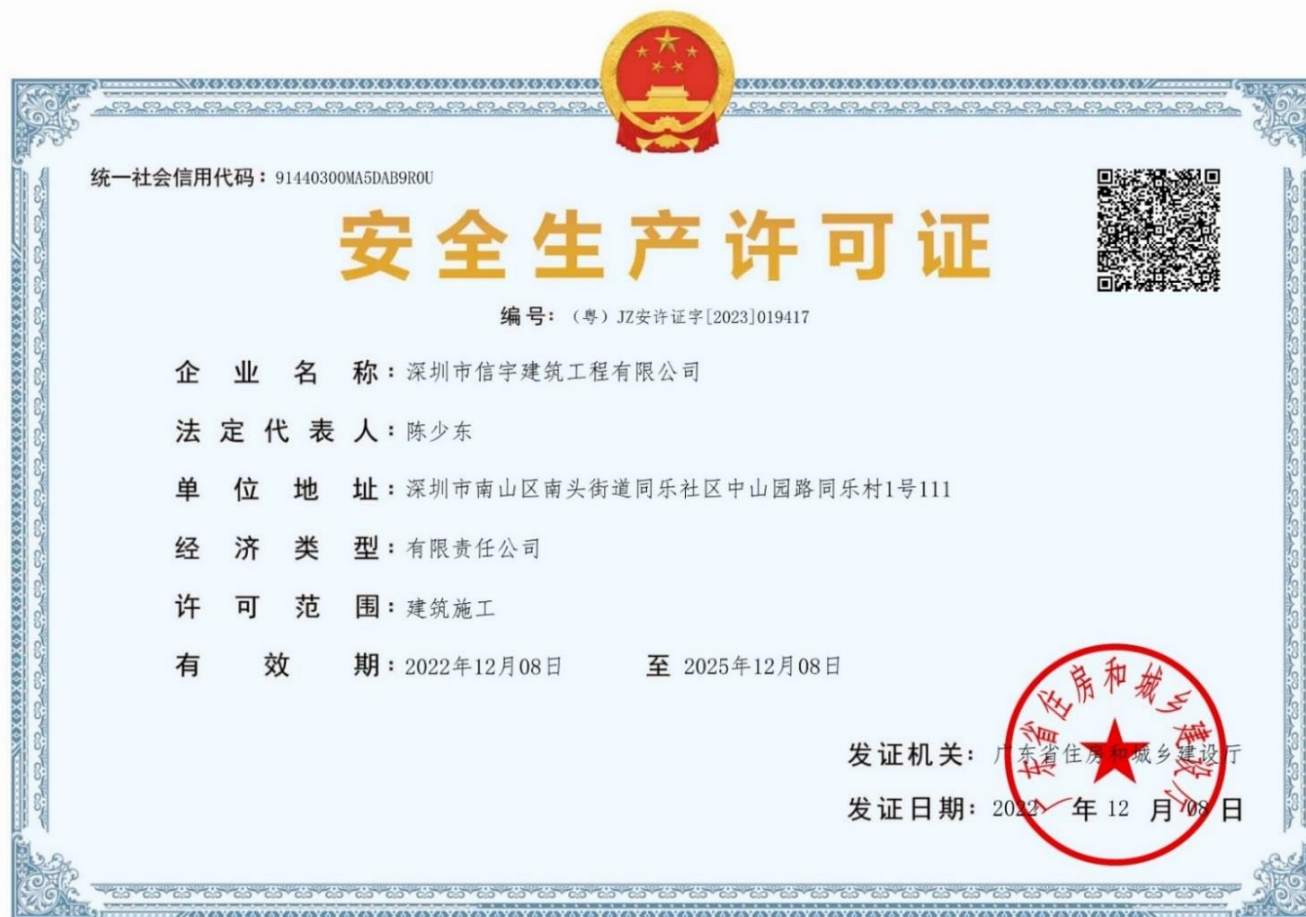 统一社会信用代码：91440300MA5DAB9R0U
安全生产许可证
编号：（粤）JZ安许证字[2023]019417
企业名称：深圳市信宇建筑工程有限公司
法定代表人：陈少东
单位地址：深圳市南山区南头街道同乐社区中山园路同乐村1号111
经济类型：有限责任公司
许可范围：建筑施工
有效期：2022年12月08日 至 2025年12月08日
发证机关：广东省住房和城乡建设厅
发证日期：2022 年 12 月 08 日
广东省住房和城乡建设厅